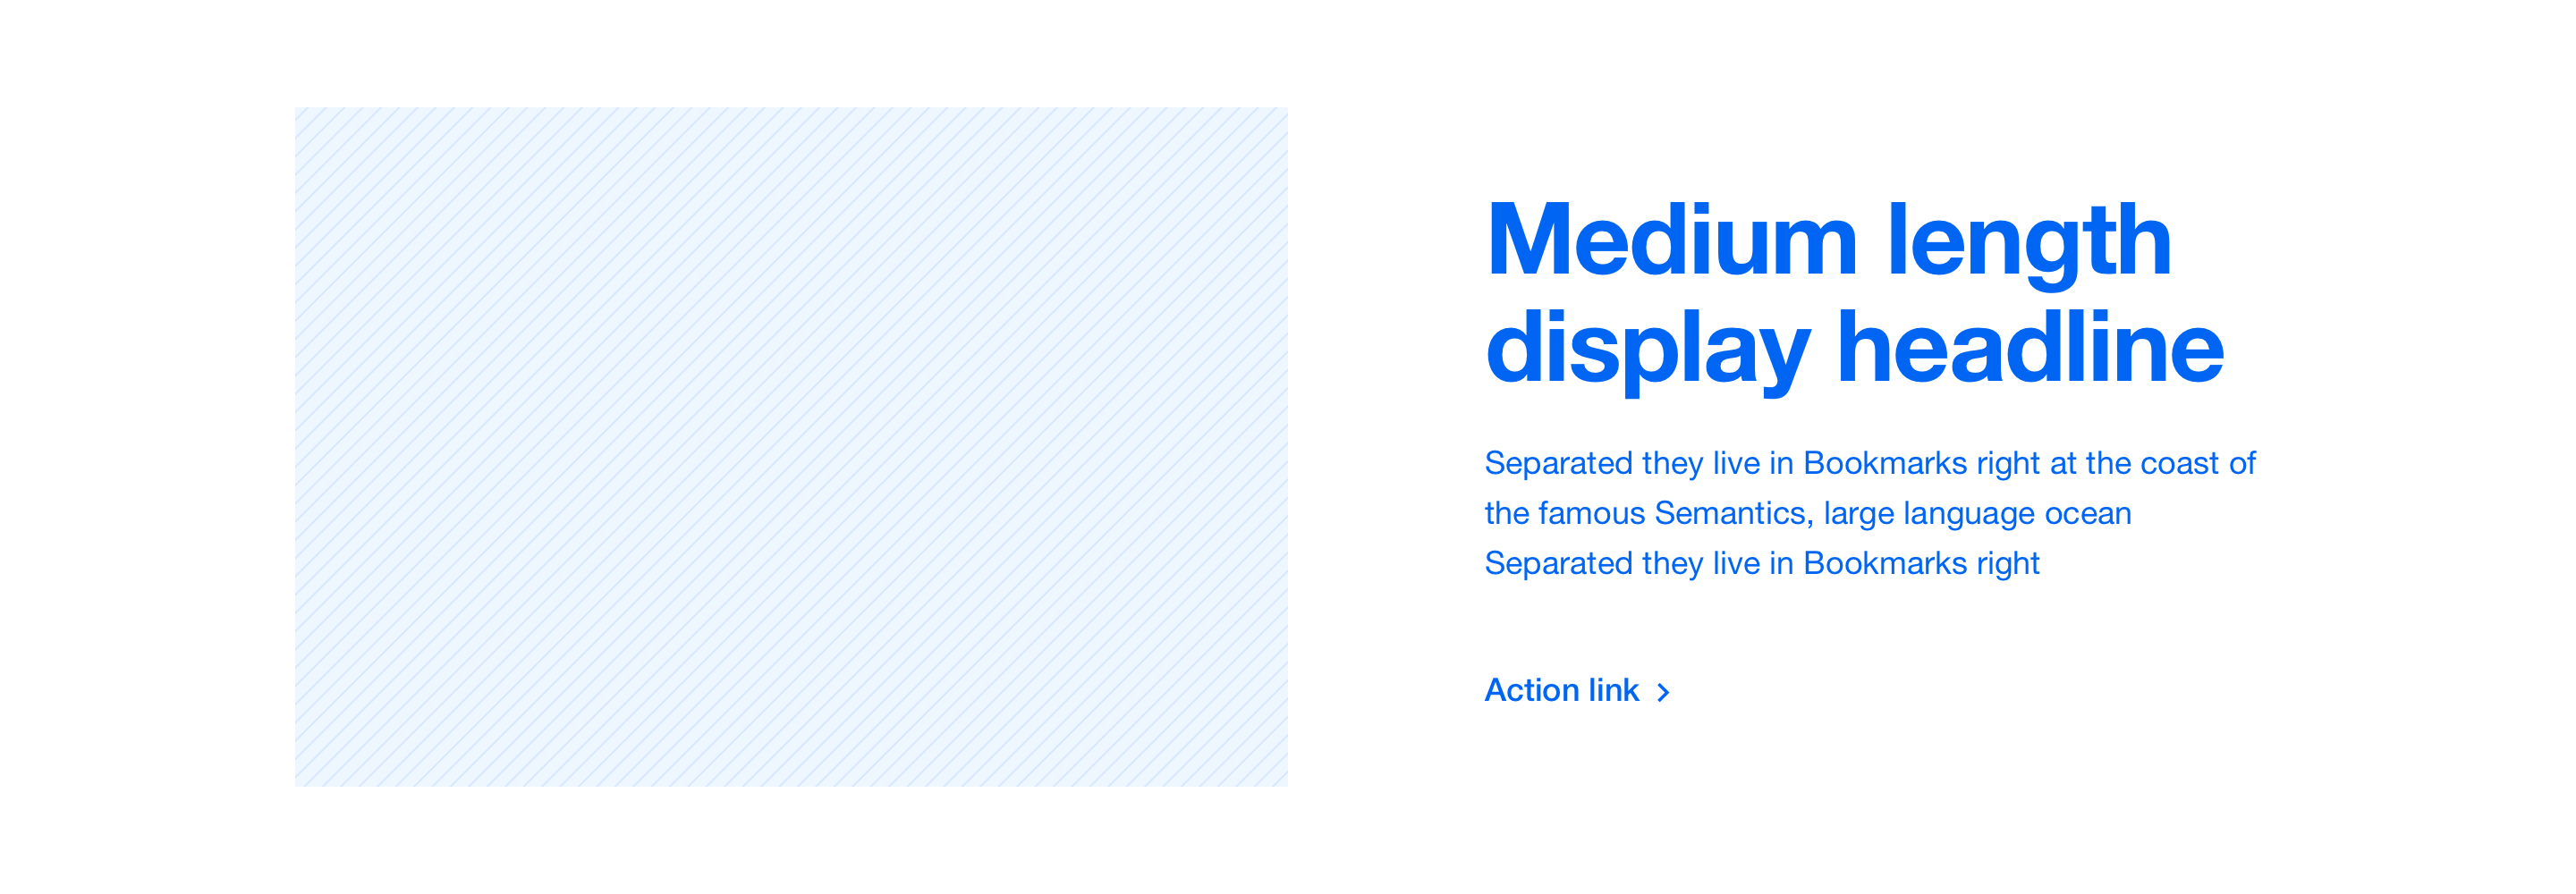 Medium length
display headline
Separated they live in Bookmarks right at the coast of
the famous Semantics, large language ocean
Separated they live in Bookmarks right
Action link